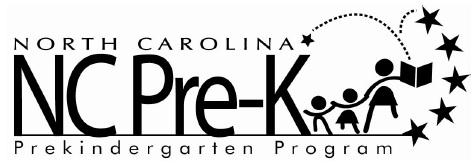 NORTH CAROLINA
NC Pre-K
Prekindergarten Program